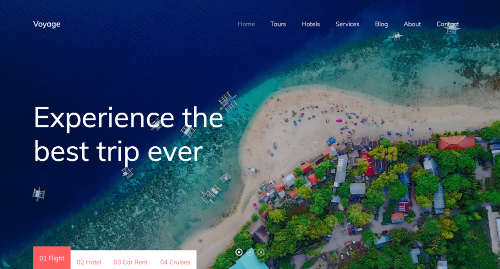 Voyage
Home Tours Hotels Services Blog About Contact
Experience the
best trip ever
01 Flight 02 Hotel 03 Car Rent 04 Cruises